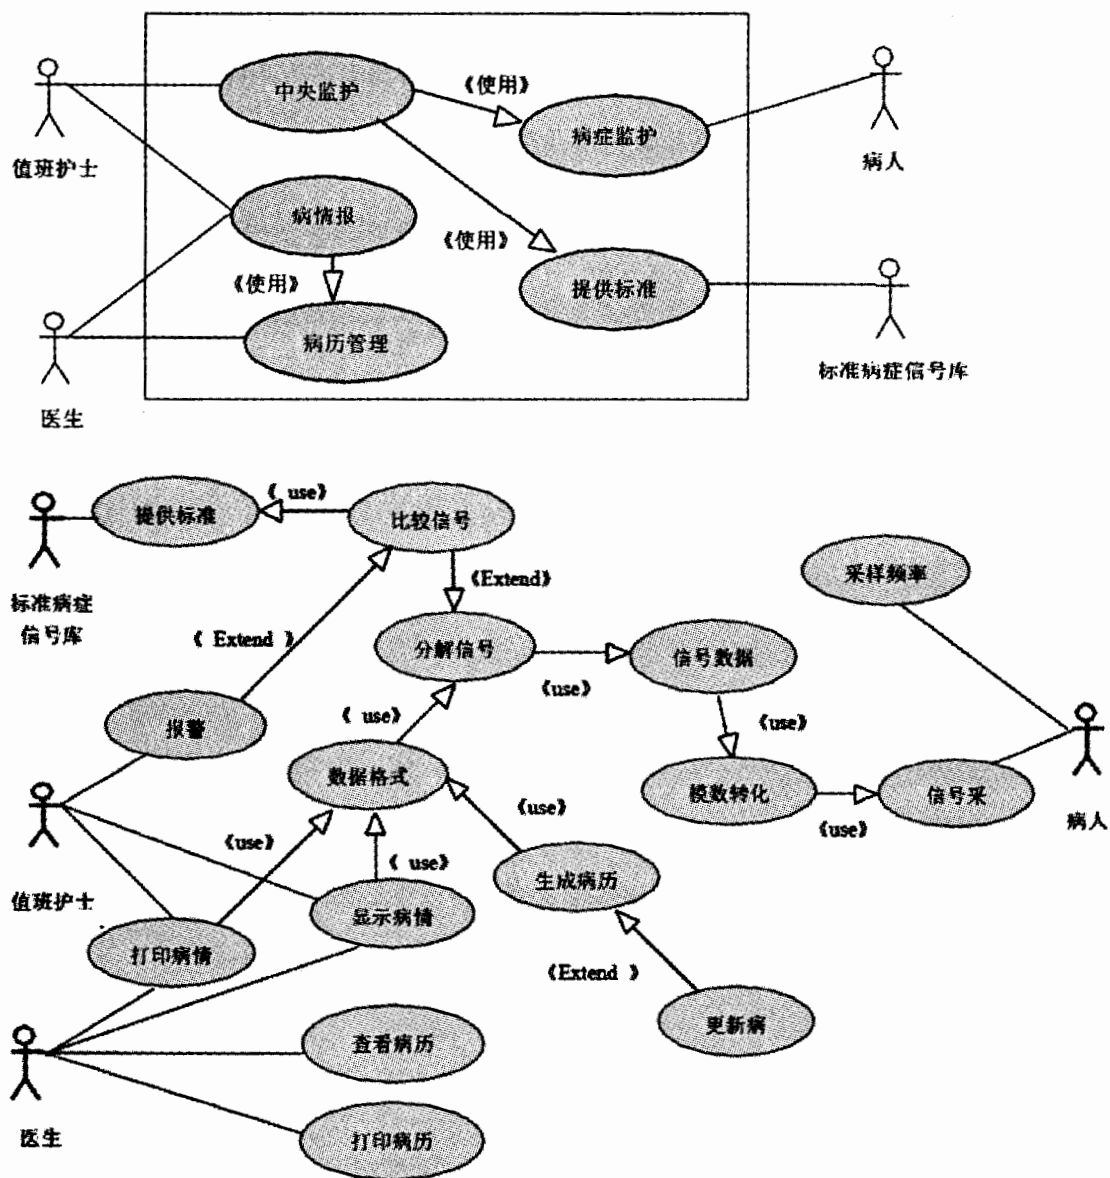 中央监护
《使用》
病症监护
值班护士
病人
病情报
《使用》
《使用》
提供标准
病历管理
标准病症信号库
医生
提供标准
《 use》
比较信号
《Extend》
采样频率
标准病症
信号库
《 Extend 》
分解信号
信号数据
《use》
报警
《 use》
《use》
数据格式
模数转化
信号采
《use》
《use》
病人
《use》
《 use》
生成病历
值班护士
显示病情
打印病情
《Extend 》
更新病
查看病历
医生
打印病历